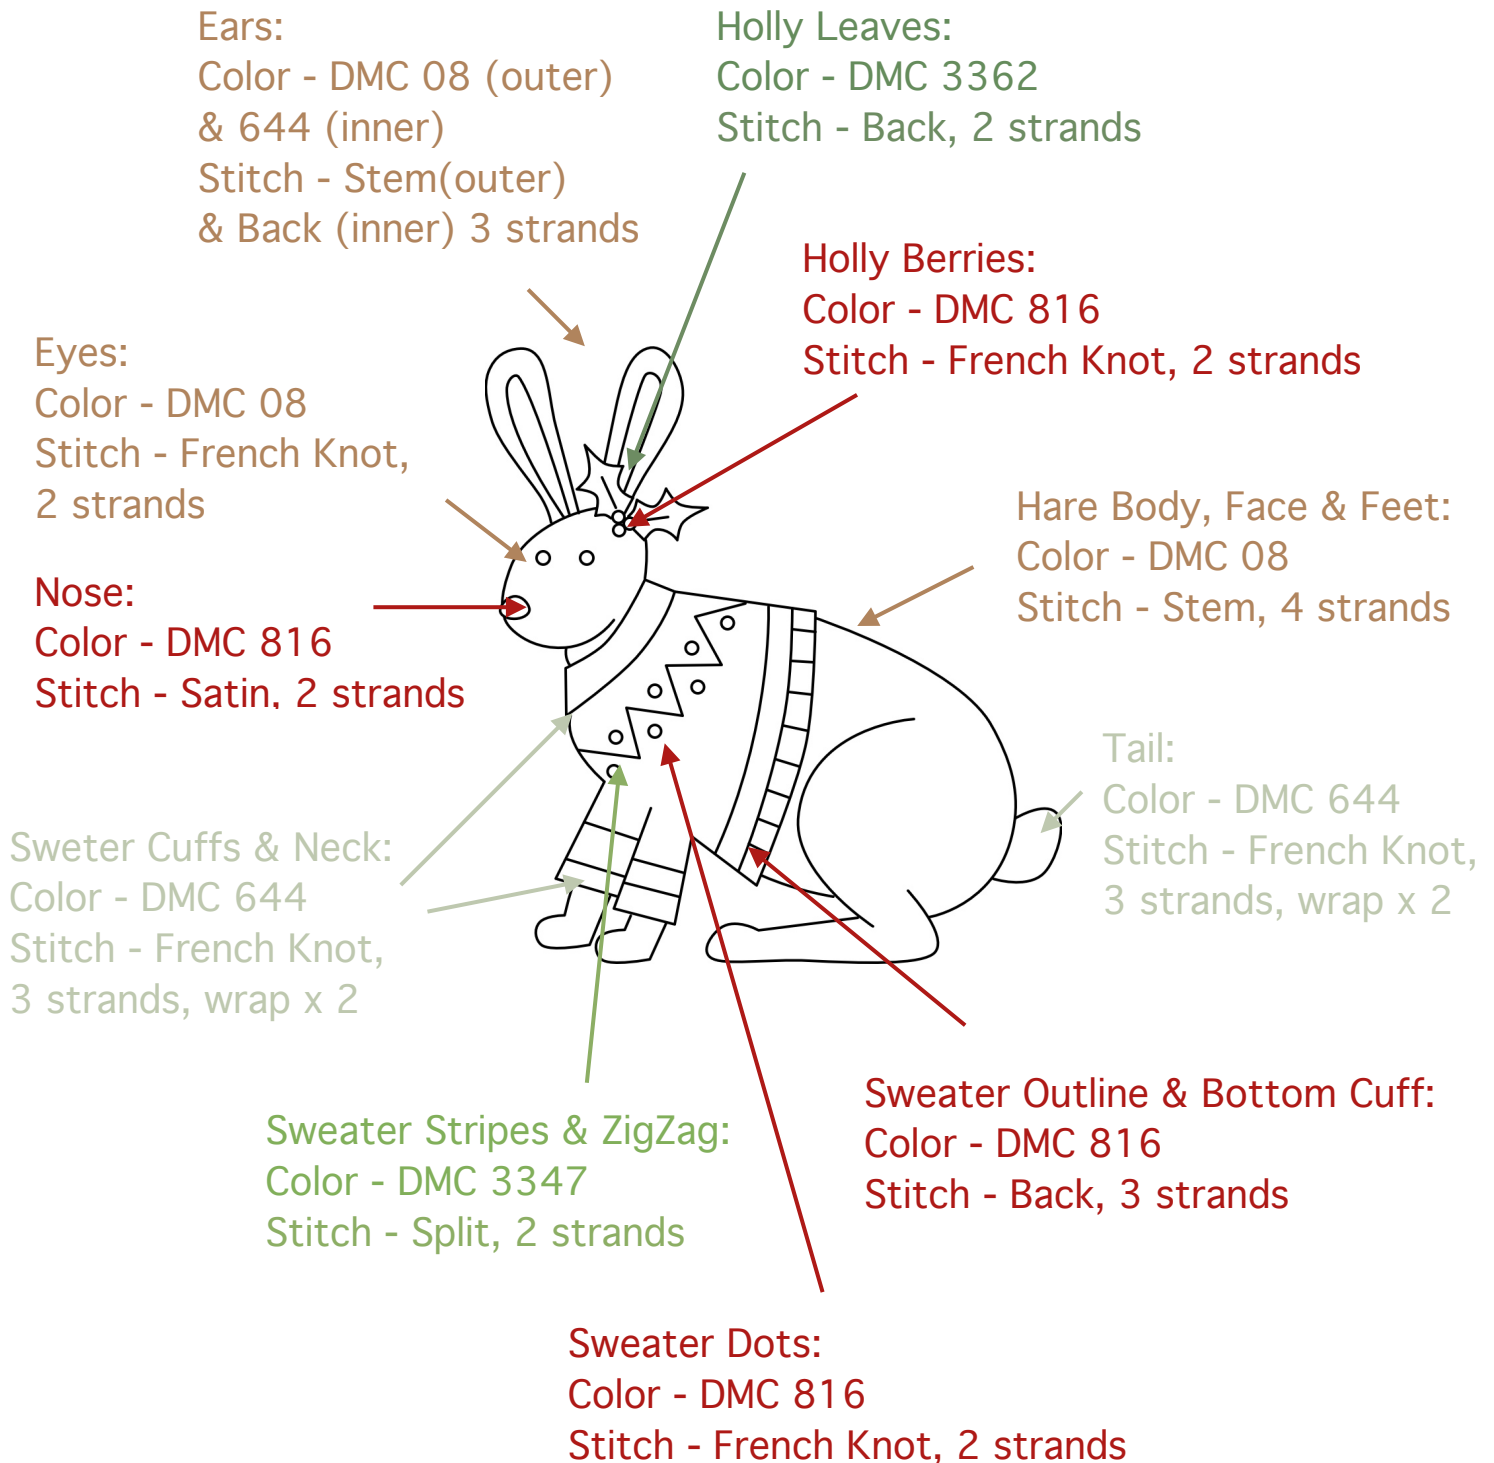 Ears:
Color - DMC 08 (outer)
& 644 (inner)
Stitch - Stem(outer)
& Back (inner) 3 strands
Holly Leaves:
Color - DMC 3362
Stitch - Back, 2 strands
Holly Berries:
Color - DMC 816
Stitch - French Knot, 2 strands
Eyes:
Color - DMC 08
Stitch - French Knot,
2 strands
Hare Body, Face & Feet:
Color - DMC 08
Stitch - Stem, 4 strands
Nose:
Color - DMC 816
Stitch - Satin, 2 strands
Tail:
Color - DMC 644
Stitch - French Knot,
3 strands, wrap x 2
Sweter Cuffs & Neck:
Color - DMC 644
Stitch - French Knot,
3 strands, wrap x 2
Sweater Outline & Bottom Cuff:
Color - DMC 816
Stitch - Back, 3 strands
Sweater Stripes & ZigZag:
Color - DMC 3347
Stitch - Split, 2 strands
Sweater Dots:
Color - DMC 816
Stitch - French Knot, 2 strands